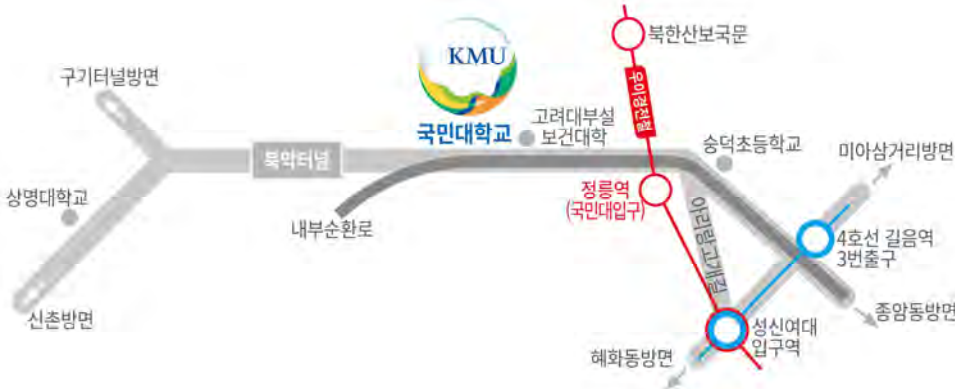 북한산보국문
KMU
구기터널방면
우이경전철
국민대학교
고려대부설
보건대학
숭덕초등학교
미아삼거리방면
북악터널
상명대학교
정릉역
(국민대입구)
내부순환로
아리랑고개길
4호선 길음역
3번출구
신촌방면
종암동방면
성신여대
입구역
혜화동방면